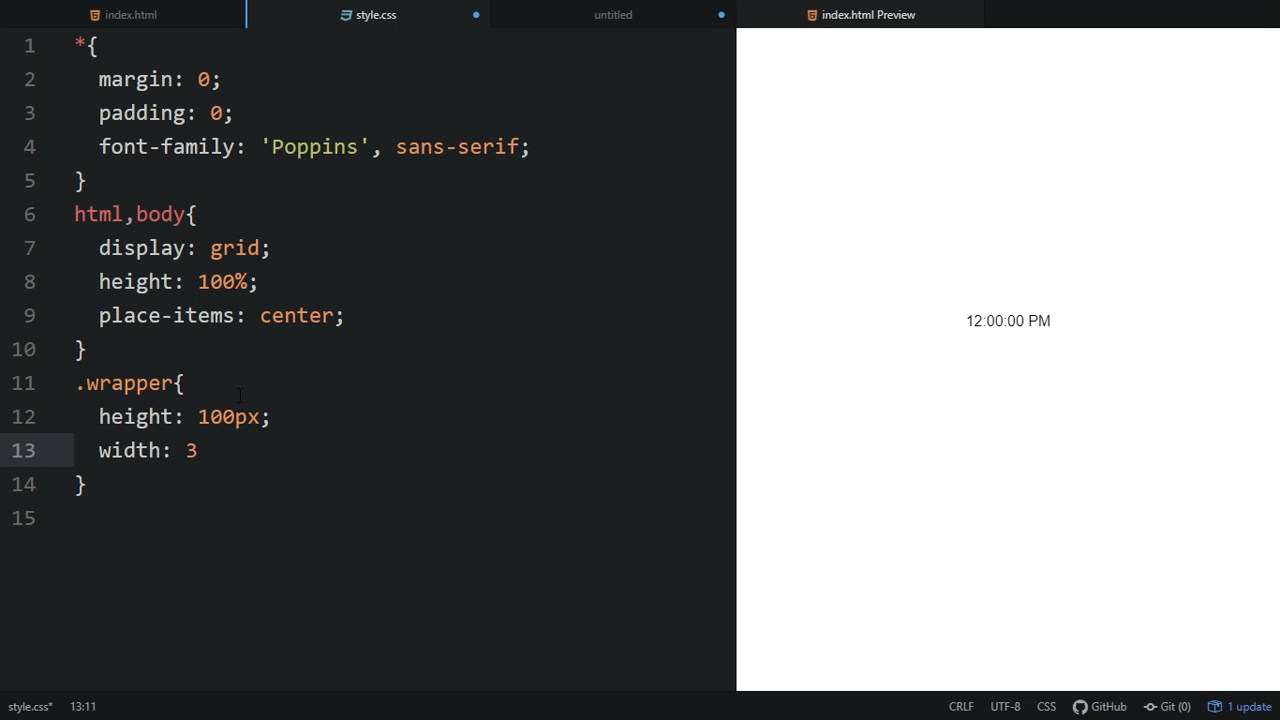 index.html
style.css
untitled
index.html Preview
1 *{
2 margin: 0;
3 padding: 0;
4 font-family: 'Poppins', sans-serif;
5 }
6 html,body{
7 display: grid;
8 height: 100%;
9 place-items: center;
10 }
11 .wrapper{
12 height: 100px;
13 width: 3
14 }
15
12:00:00 PM
style.css* 13:11 CRLF UTF-8 CSS GitHub Git (0) 1 update